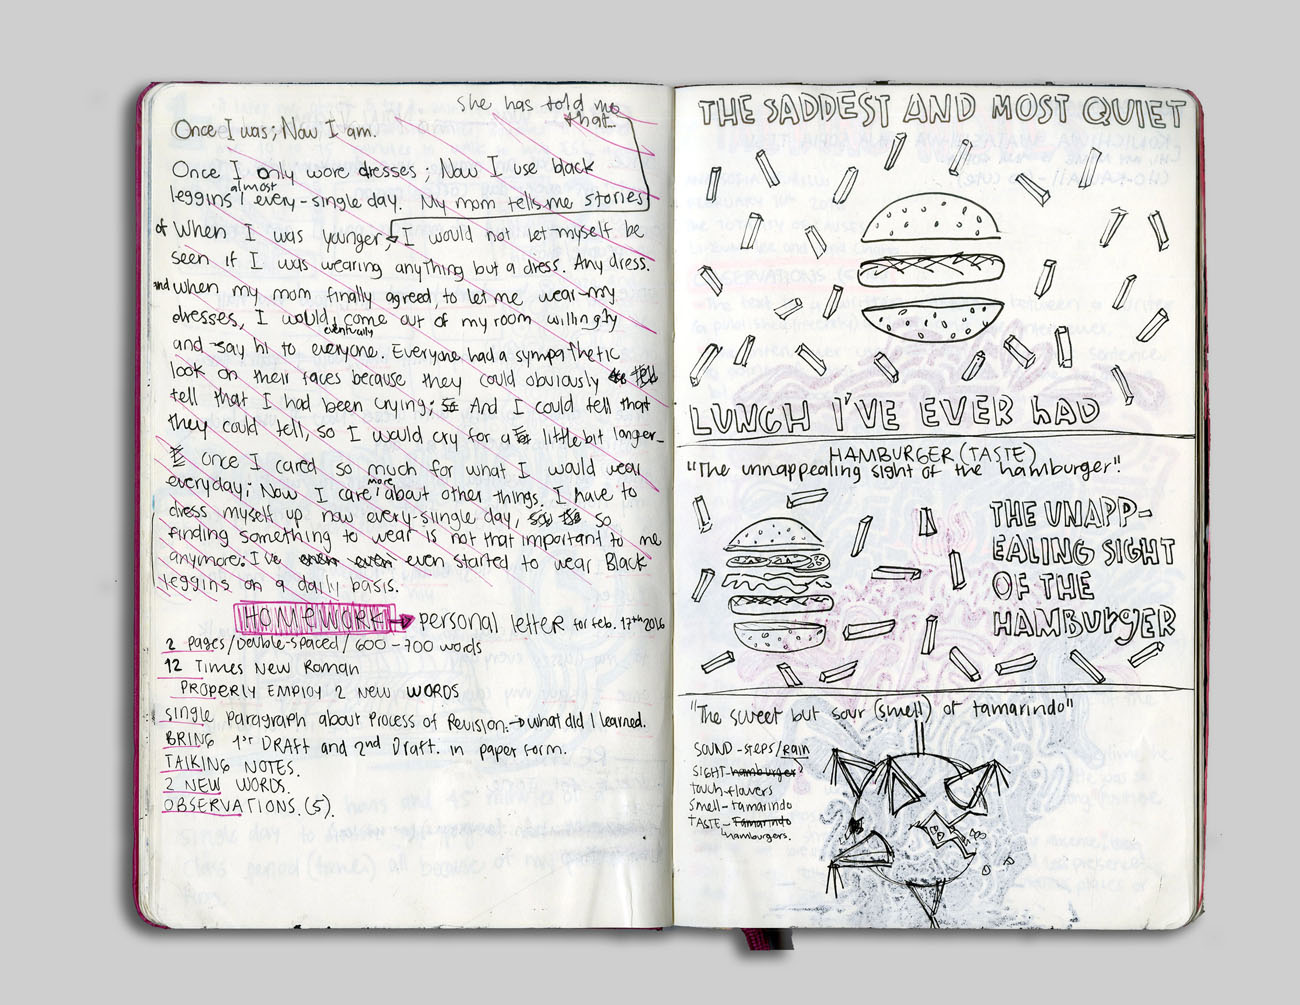 she has told me
that...
Once I was; Now I am.
Once I only wore dresses; Now I use black
leggins almost every-single day. My mom tells me stories
of When I was younger I would not let myself be
seen if I was wearing anything but a dress. Any dress.
and when my mom finally agreed, to let me wear my
dresses, I would eventually come out of my room willingly
and say hi to everyone. Everyone had a sympathetic
look on their faces because they could obviously
tell that I had been crying; And I could tell that
they could tell, so I would cry for a little bit longer.
once I cared so much for what I would wear
everyday; Now I care more about other things. I have to
dress myself up now every-siingle day, so
finding something to wear is not that important to me
anymore. I've even started to wear Black
leggins on a daily basis.
HOMEWORK → personal letter for Feb. 17th 2016
2 pages/Double-spaced/600-700 words
12 Times New Roman
PROPERLY EMPLOY 2 NEW WORDS
single paragraph about Process of Revision. → what did I learned.
BRING 1st DRAFT and 2nd Draft. in paper form.
TALKING NOTES.
2 NEW WORDS.
OBSERVATIONS.(5).
THE SADDEST AND MOST QUIET
LUNCH I'VE EVER hAD
HAMBURGER (TASTE)
"The unnappealing sight of the hamburger"
THE UNAPP-
EALING SIGHT
OF THE
HAMBURgER
"The sweet but sour (smell) of tamarindo"
SOUND - steps/rain
SIGHT - hamburger
touch - flavors
Smell - tamarindo
TASTE - Tamarindo
hamburgers.